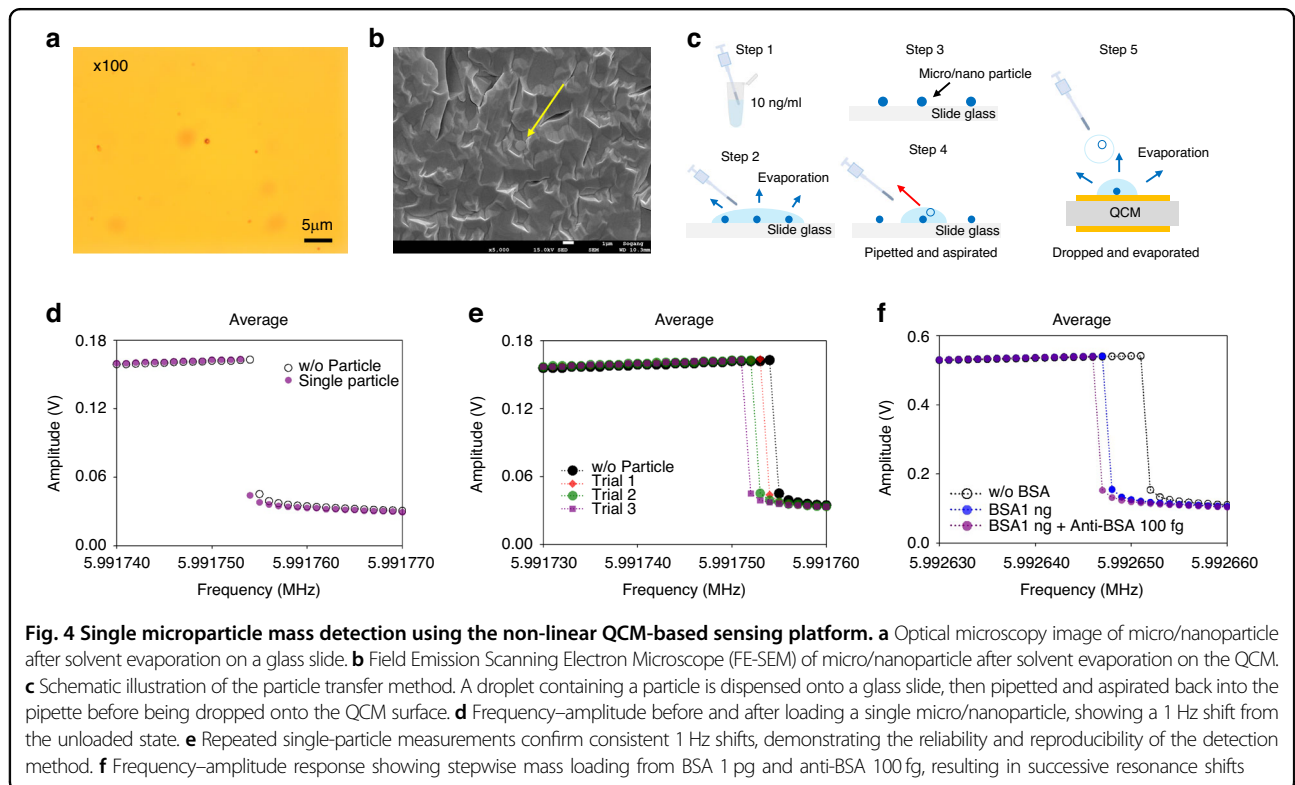 a
x100
5μm
b
x5,000 15.0kV SED SEM 1μm Sogang WD 10.3mm
c
Step 1
10 ng/ml
Step 2
Evaporation
Slide glass
Step 3
Micro/nano particle
Slide glass
Step 4
Slide glass
Pipetted and aspirated
Step 5
Evaporation
QCM
Dropped and evaporated
d
Average
0.18
0.12
0.06
0.00
Amplitude (V)
w/o Particle
Single particle
5.991740 5.991750 5.991760 5.991770
Frequency (MHz)
e
Average
0.18
0.12
0.06
0.00
Amplitude (V)
w/o Particle
Trial 1
Trial 2
Trial 3
5.991730 5.991740 5.991750 5.991760
Frequency (MHz)
f
Average
0.6
0.4
0.2
0.0
Amplitude (V)
w/o BSA
BSA1 ng
BSA1 ng + Anti-BSA 100 fg
5.992630 5.992640 5.992650 5.992660
Frequency (MHz)
Fig. 4 Single microparticle mass detection using the non-linear QCM-based sensing platform. a Optical microscopy image of micro/nanoparticle
after solvent evaporation on a glass slide. b Field Emission Scanning Electron Microscope (FE-SEM) of micro/nanoparticle after solvent evaporation on the QCM.
c Schematic illustration of the particle transfer method. A droplet containing a particle is dispensed onto a glass slide, then pipetted and aspirated back into the
pipette before being dropped onto the QCM surface. d Frequency–amplitude before and after loading a single micro/nanoparticle, showing a 1 Hz shift from
the unloaded state. e Repeated single-particle measurements confirm consistent 1 Hz shifts, demonstrating the reliability and reproducibility of the detection
method. f Frequency–amplitude response showing stepwise mass loading from BSA 1 pg and anti-BSA 100 fg, resulting in successive resonance shifts